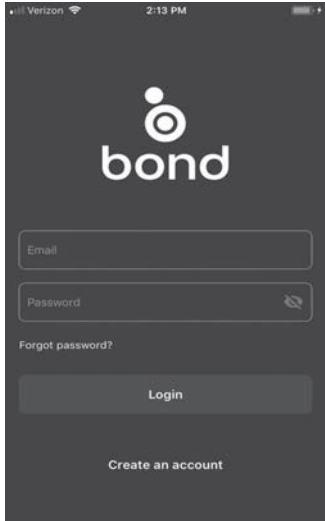 Verizon 2:13 PM
bond
Email
Password
Forgot password?
Login
Create an account